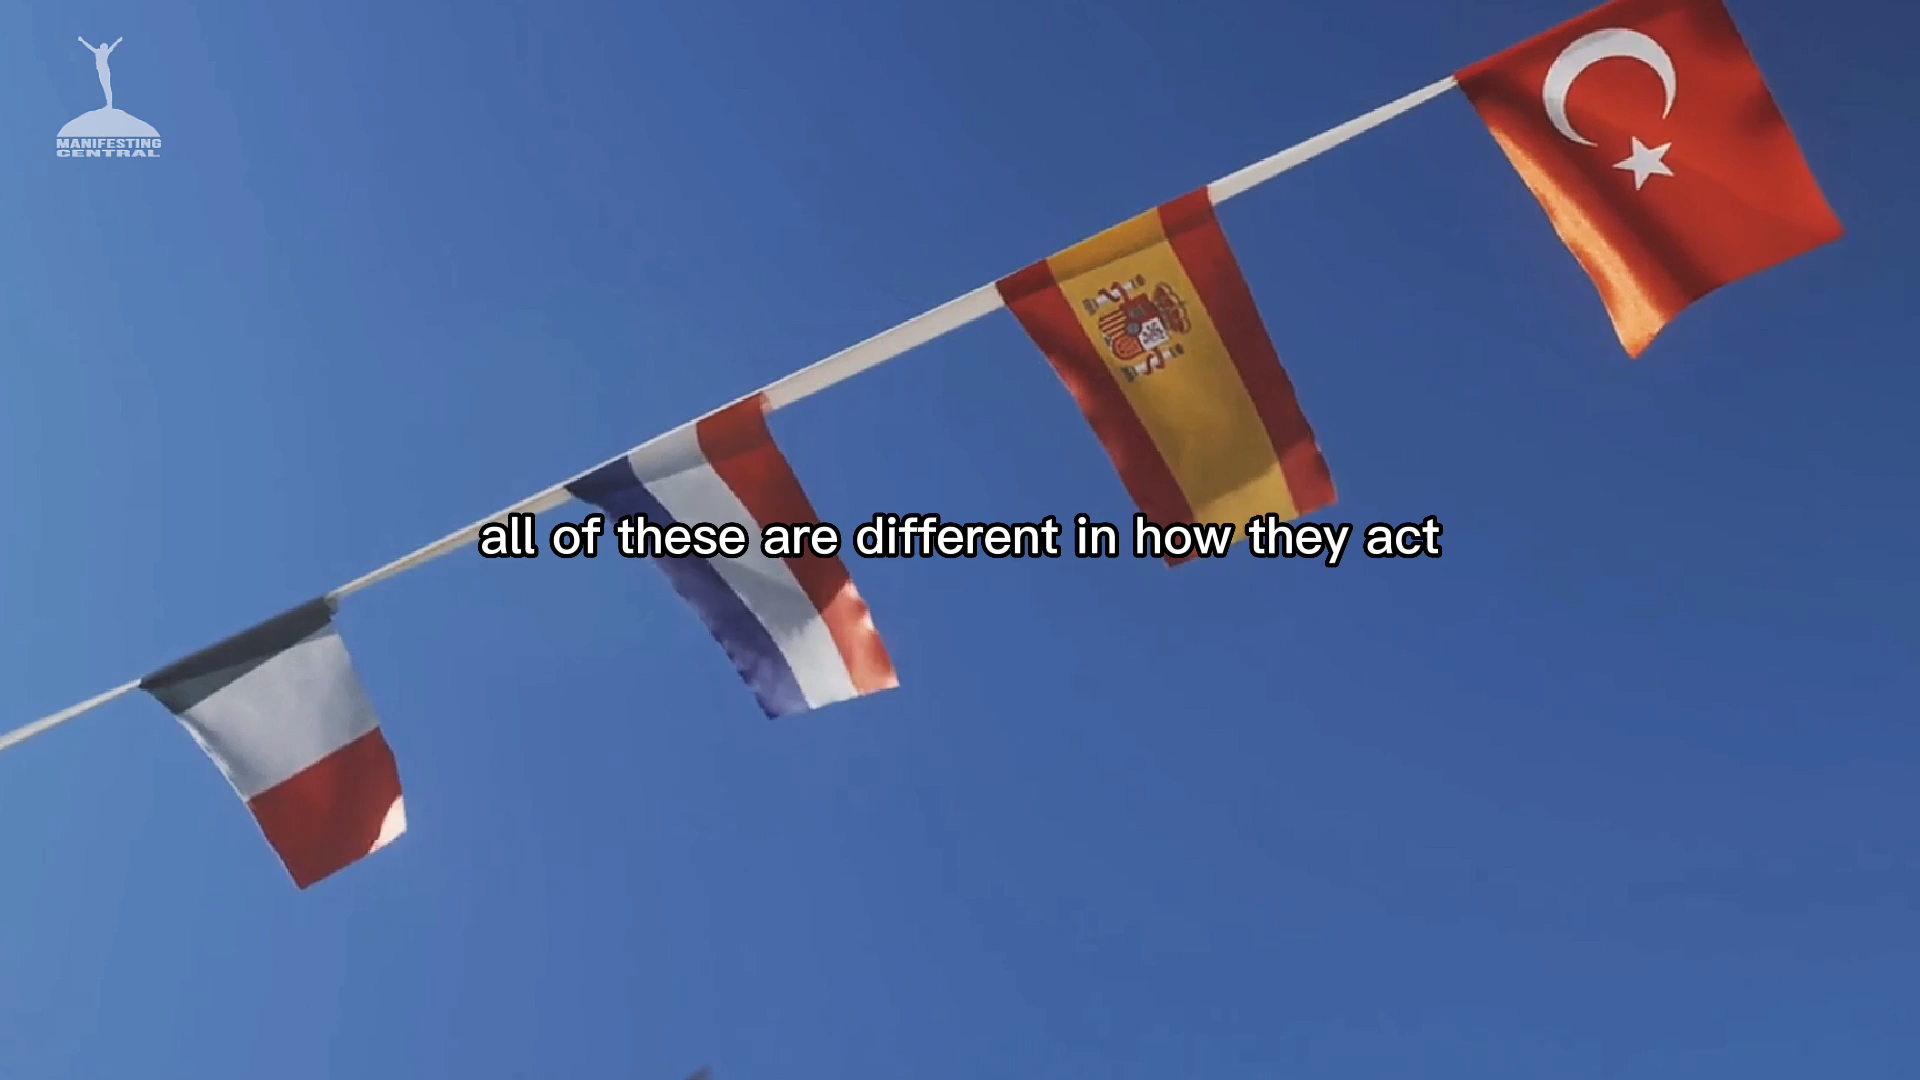 MANIFESTING
CENTRAL
all of these are different in how they act